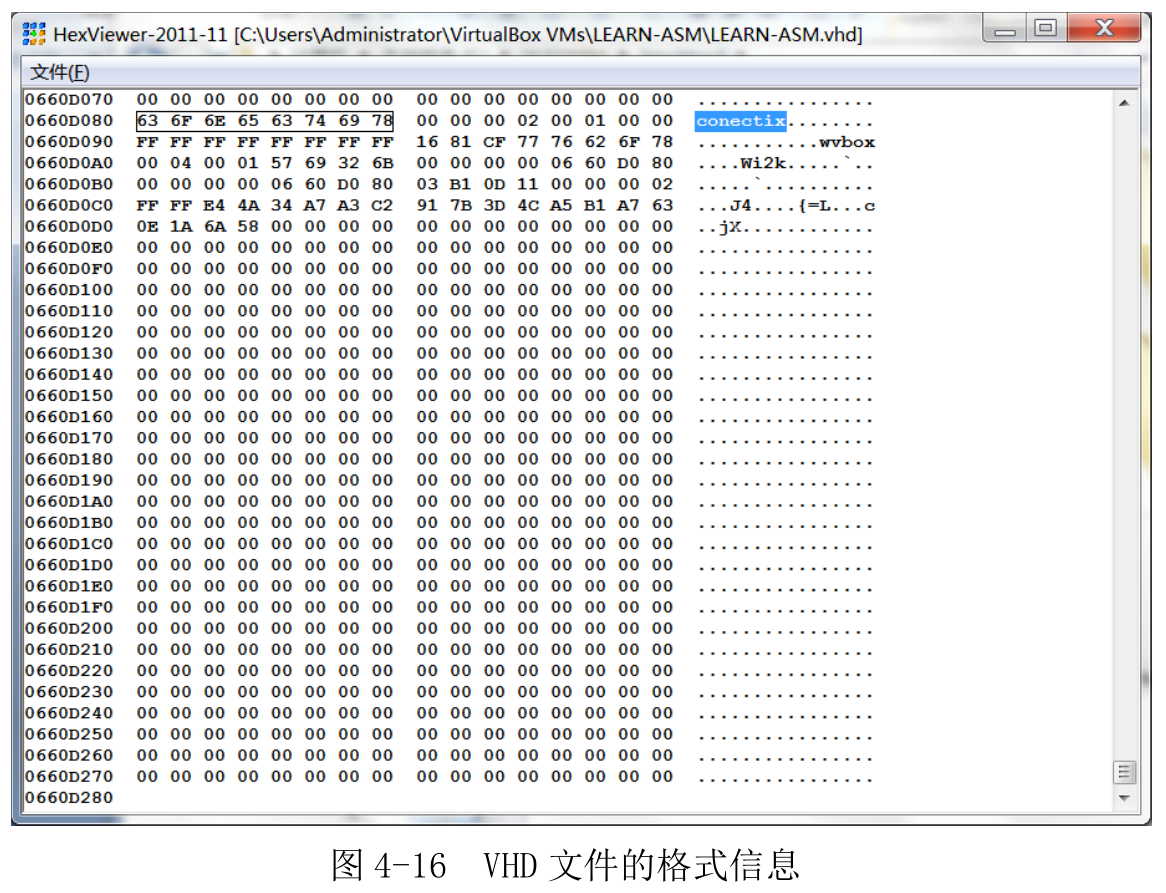 HexViewer-2011-11 [C:\Users\Administrator\VirtualBox VMs\LEARN-ASM\LEARN-ASM.vhd]
文件(F)
0660D070 00 00 00 00 00 00 00 00 00 00 00 00 00 00 00 00 ................
0660D080 63 6F 6E 65 63 74 69 78 00 00 00 02 00 01 00 00 conectix........
0660D090 FF FF FF FF FF FF FF FF 16 81 CF 77 76 62 6F 78 ...........wvbox
0660D0A0 00 04 00 01 57 69 32 6B 00 00 00 00 06 60 D0 80 ....Wi2k.....`..
0660D0B0 00 00 00 00 06 60 D0 80 03 B1 0D 11 00 00 00 02 .....`..........
0660D0C0 FF FF E4 4A 34 A7 A3 C2 91 7B 3D 4C A5 B1 A7 63 ...J4....{=L...c
0660D0D0 0E 1A 6A 58 00 00 00 00 00 00 00 00 00 00 00 00 ..jX............
0660D0E0 00 00 00 00 00 00 00 00 00 00 00 00 00 00 00 00 ................
0660D0F0 00 00 00 00 00 00 00 00 00 00 00 00 00 00 00 00 ................
0660D100 00 00 00 00 00 00 00 00 00 00 00 00 00 00 00 00 ................
0660D110 00 00 00 00 00 00 00 00 00 00 00 00 00 00 00 00 ................
0660D120 00 00 00 00 00 00 00 00 00 00 00 00 00 00 00 00 ................
0660D130 00 00 00 00 00 00 00 00 00 00 00 00 00 00 00 00 ................
0660D140 00 00 00 00 00 00 00 00 00 00 00 00 00 00 00 00 ................
0660D150 00 00 00 00 00 00 00 00 00 00 00 00 00 00 00 00 ................
0660D160 00 00 00 00 00 00 00 00 00 00 00 00 00 00 00 00 ................
0660D170 00 00 00 00 00 00 00 00 00 00 00 00 00 00 00 00 ................
0660D180 00 00 00 00 00 00 00 00 00 00 00 00 00 00 00 00 ................
0660D190 00 00 00 00 00 00 00 00 00 00 00 00 00 00 00 00 ................
0660D1A0 00 00 00 00 00 00 00 00 00 00 00 00 00 00 00 00 ................
0660D1B0 00 00 00 00 00 00 00 00 00 00 00 00 00 00 00 00 ................
0660D1C0 00 00 00 00 00 00 00 00 00 00 00 00 00 00 00 00 ................
0660D1D0 00 00 00 00 00 00 00 00 00 00 00 00 00 00 00 00 ................
0660D1E0 00 00 00 00 00 00 00 00 00 00 00 00 00 00 00 00 ................
0660D1F0 00 00 00 00 00 00 00 00 00 00 00 00 00 00 00 00 ................
0660D200 00 00 00 00 00 00 00 00 00 00 00 00 00 00 00 00 ................
0660D210 00 00 00 00 00 00 00 00 00 00 00 00 00 00 00 00 ................
0660D220 00 00 00 00 00 00 00 00 00 00 00 00 00 00 00 00 ................
0660D230 00 00 00 00 00 00 00 00 00 00 00 00 00 00 00 00 ................
0660D240 00 00 00 00 00 00 00 00 00 00 00 00 00 00 00 00 ................
0660D250 00 00 00 00 00 00 00 00 00 00 00 00 00 00 00 00 ................
0660D260 00 00 00 00 00 00 00 00 00 00 00 00 00 00 00 00 ................
0660D270 00 00 00 00 00 00 00 00 00 00 00 00 00 00 00 00 ................
0660D280
图 4-16 VHD 文件的格式信息